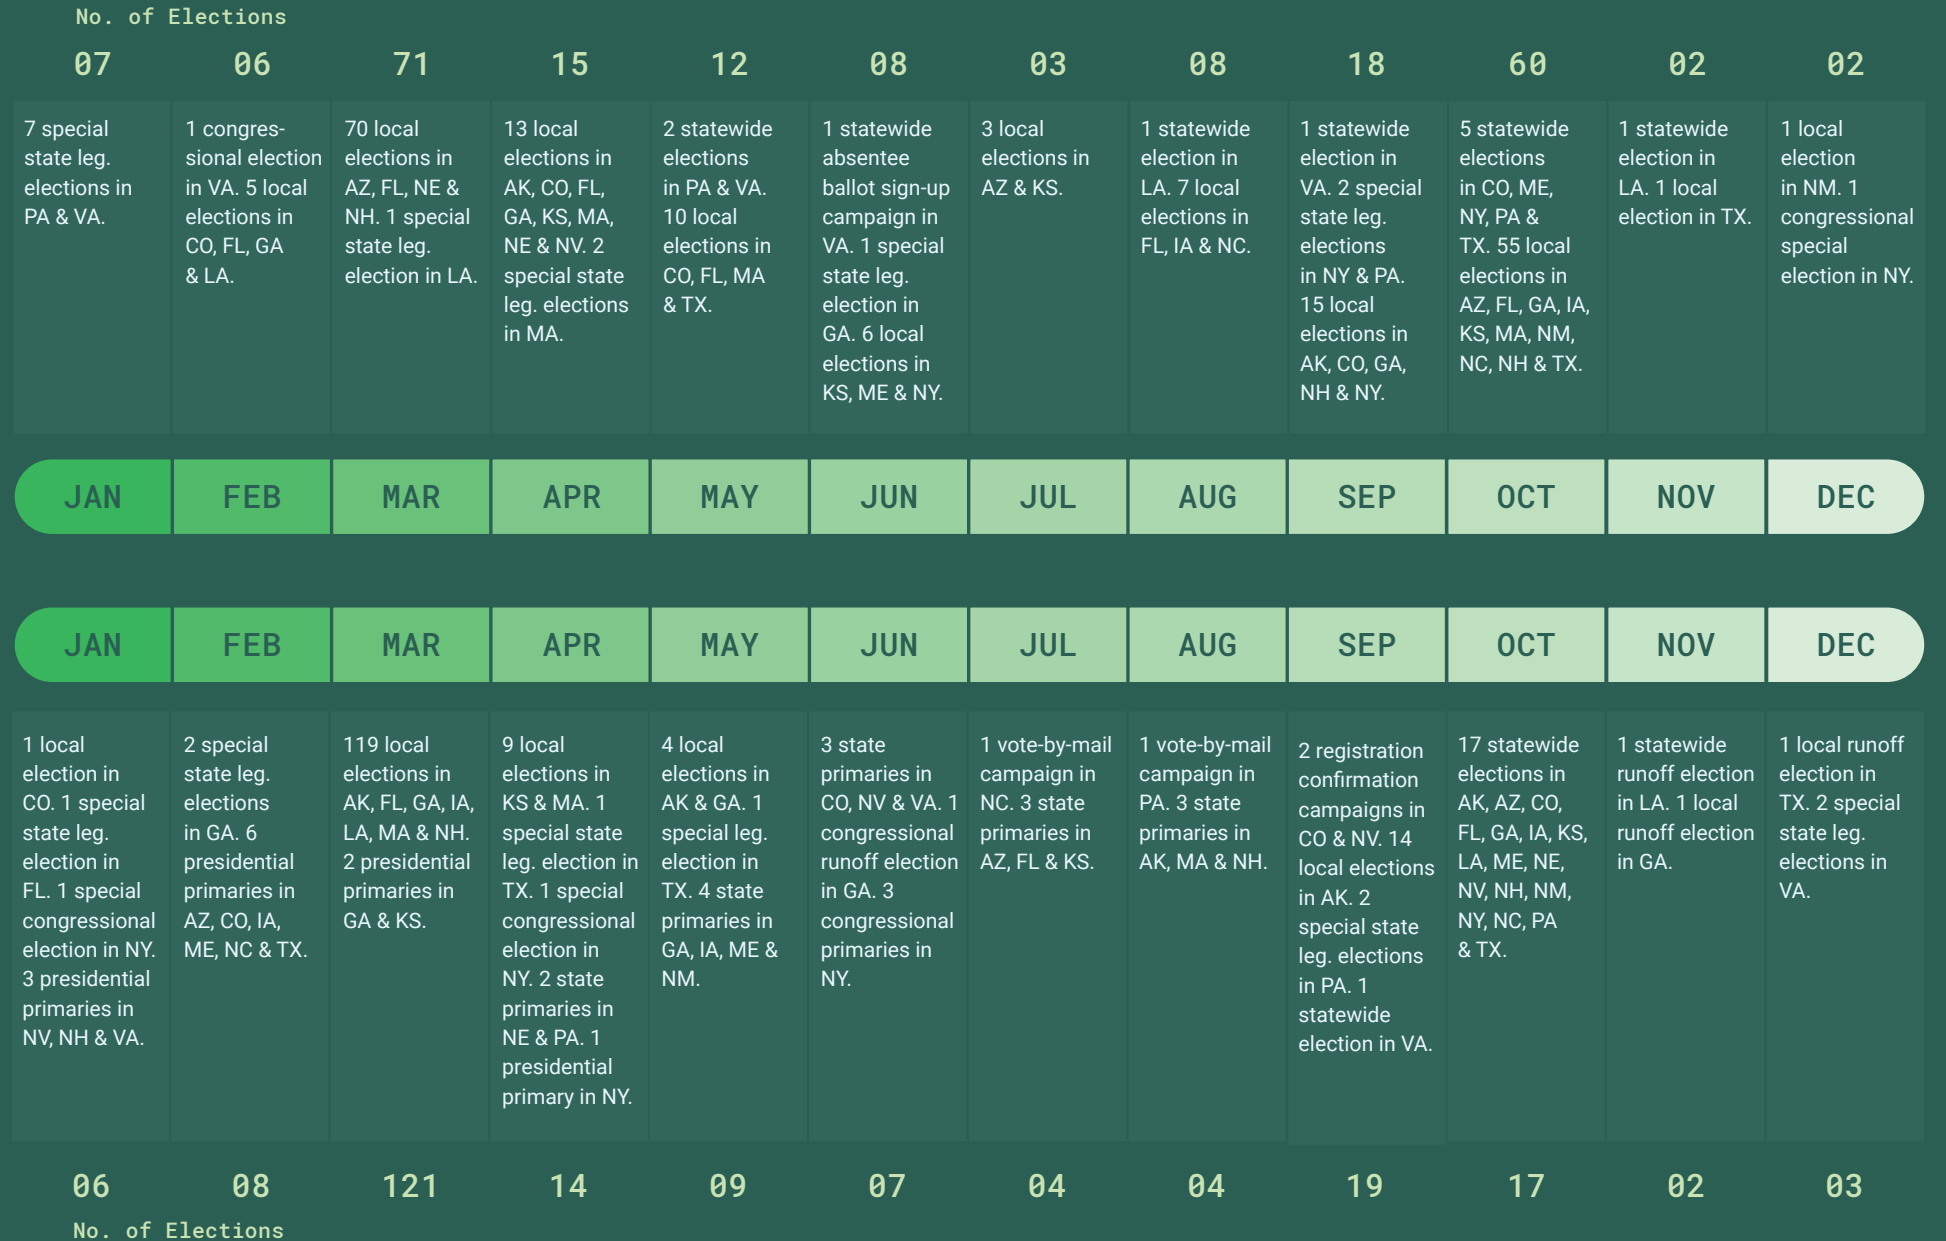 No. of Elections
07
06
71
15
12
08
03
08
18
60
02
02
7 special
state leg.
elections in
PA & VA.
1 congres-
sional election
in VA. 5 local
elections in
CO, FL, GA
& LA.
70 local
elections in
AZ, FL, NE &
NH. 1 special
state leg.
election in LA.
13 local
elections in
AK, CO, FL,
GA, KS, MA,
NE & NV. 2
special state
leg. elections
in MA.
2 statewide
elections
in PA & VA.
10 local
elections in
CO, FL, MA
& TX.
1 statewide
absentee
ballot sign-up
campaign in
VA. 1 special
state leg.
election in
GA. 6 local
elections in
KS, ME & NY.
3 local
elections in
AZ & KS.
1 statewide
election in
LA. 7 local
elections in
FL, IA & NC.
1 statewide
election in
VA. 2 special
state leg.
elections
in NY & PA.
15 local
elections in
AK, CO, GA,
NH & NY.
5 statewide
elections
in CO, ME,
NY, PA &
TX. 55 local
elections in
AZ, FL, GA, IA,
KS, MA, NM,
NC, NH & TX.
1 statewide
election in
LA. 1 local
election in TX.
1 local
election
in NM. 1
congressional
special
election in NY.
JAN
FEB
MAR
APR
MAY
JUN
JUL
AUG
SEP
OCT
NOV
DEC
JAN
FEB
MAR
APR
MAY
JUN
JUL
AUG
SEP
OCT
NOV
DEC
1 local
election in
CO. 1 special
state leg.
election in
FL. 1 special
congressional
election in NY.
3 presidential
primaries in
NV, NH & VA.
2 special
state leg.
elections
in GA. 6
presidential
primaries in
AZ, CO, IA,
ME, NC & TX.
119 local
elections in
AK, FL, GA, IA,
LA, MA & NH.
2 presidential
primaries in
GA & KS.
9 local
elections in
KS & MA. 1
special state
leg. election in
TX. 1 special
congressional
election in
NY. 2 state
primaries in
NE & PA. 1
presidential
primary in NY.
4 local
elections in
AK & GA. 1
special leg.
election in
TX. 4 state
primaries in
GA, IA, ME &
NM.
3 state
primaries in
CO, NV & VA. 1
congressional
runoff election
in GA. 3
congressional
primaries in
NY.
1 vote-by-mail
campaign in
NC. 3 state
primaries in
AZ, FL & KS.
1 vote-by-mail
campaign in
PA. 3 state
primaries in
AK, MA & NH.
2 registration
confirmation
campaigns in
CO & NV. 14
local elections
in AK. 2
special state
leg. elections
in PA. 1
statewide
election in VA.
17 statewide
elections in
AK, AZ, CO,
FL, GA, IA, KS,
LA, ME, NE,
NV, NH, NM,
NY, NC, PA
& TX.
1 statewide
runoff election
in LA. 1 local
runoff election
in GA.
1 local runoff
election in
TX. 2 special
state leg.
elections in
VA.
06
08
121
14
09
07
04
04
19
17
02
03
No. of Elections